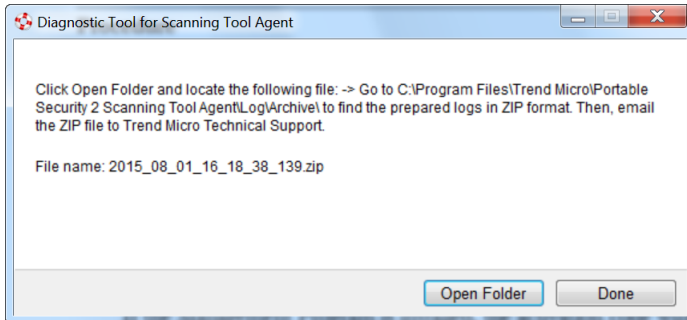 Diagnostic Tool for Scanning Tool Agent
Click Open Folder and locate the following file: -> Go to C:\Program Files\Trend Micro\Portable
Security 2 Scanning Tool Agent\Log\Archive\ to find the prepared logs in ZIP format. Then, email
the ZIP file to Trend Micro Technical Support.
File name: 2015_08_01_16_18_38_139.zip
Open Folder Done